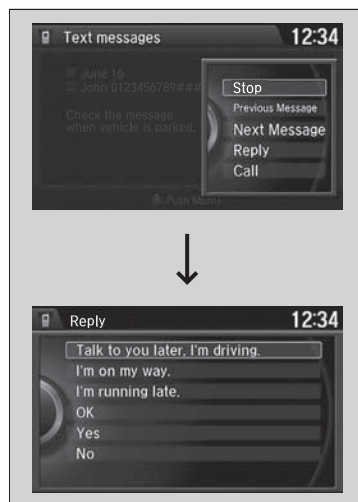 Text messages 12:34
June 16
John 0123456789###
Check the message
when vehicle is parked.
Stop
Previous Message
Next Message
Reply
Call
Push Menu
Reply 12:34
Talk to you later, I'm driving.
I'm on my way.
I'm running late.
OK
Yes
No